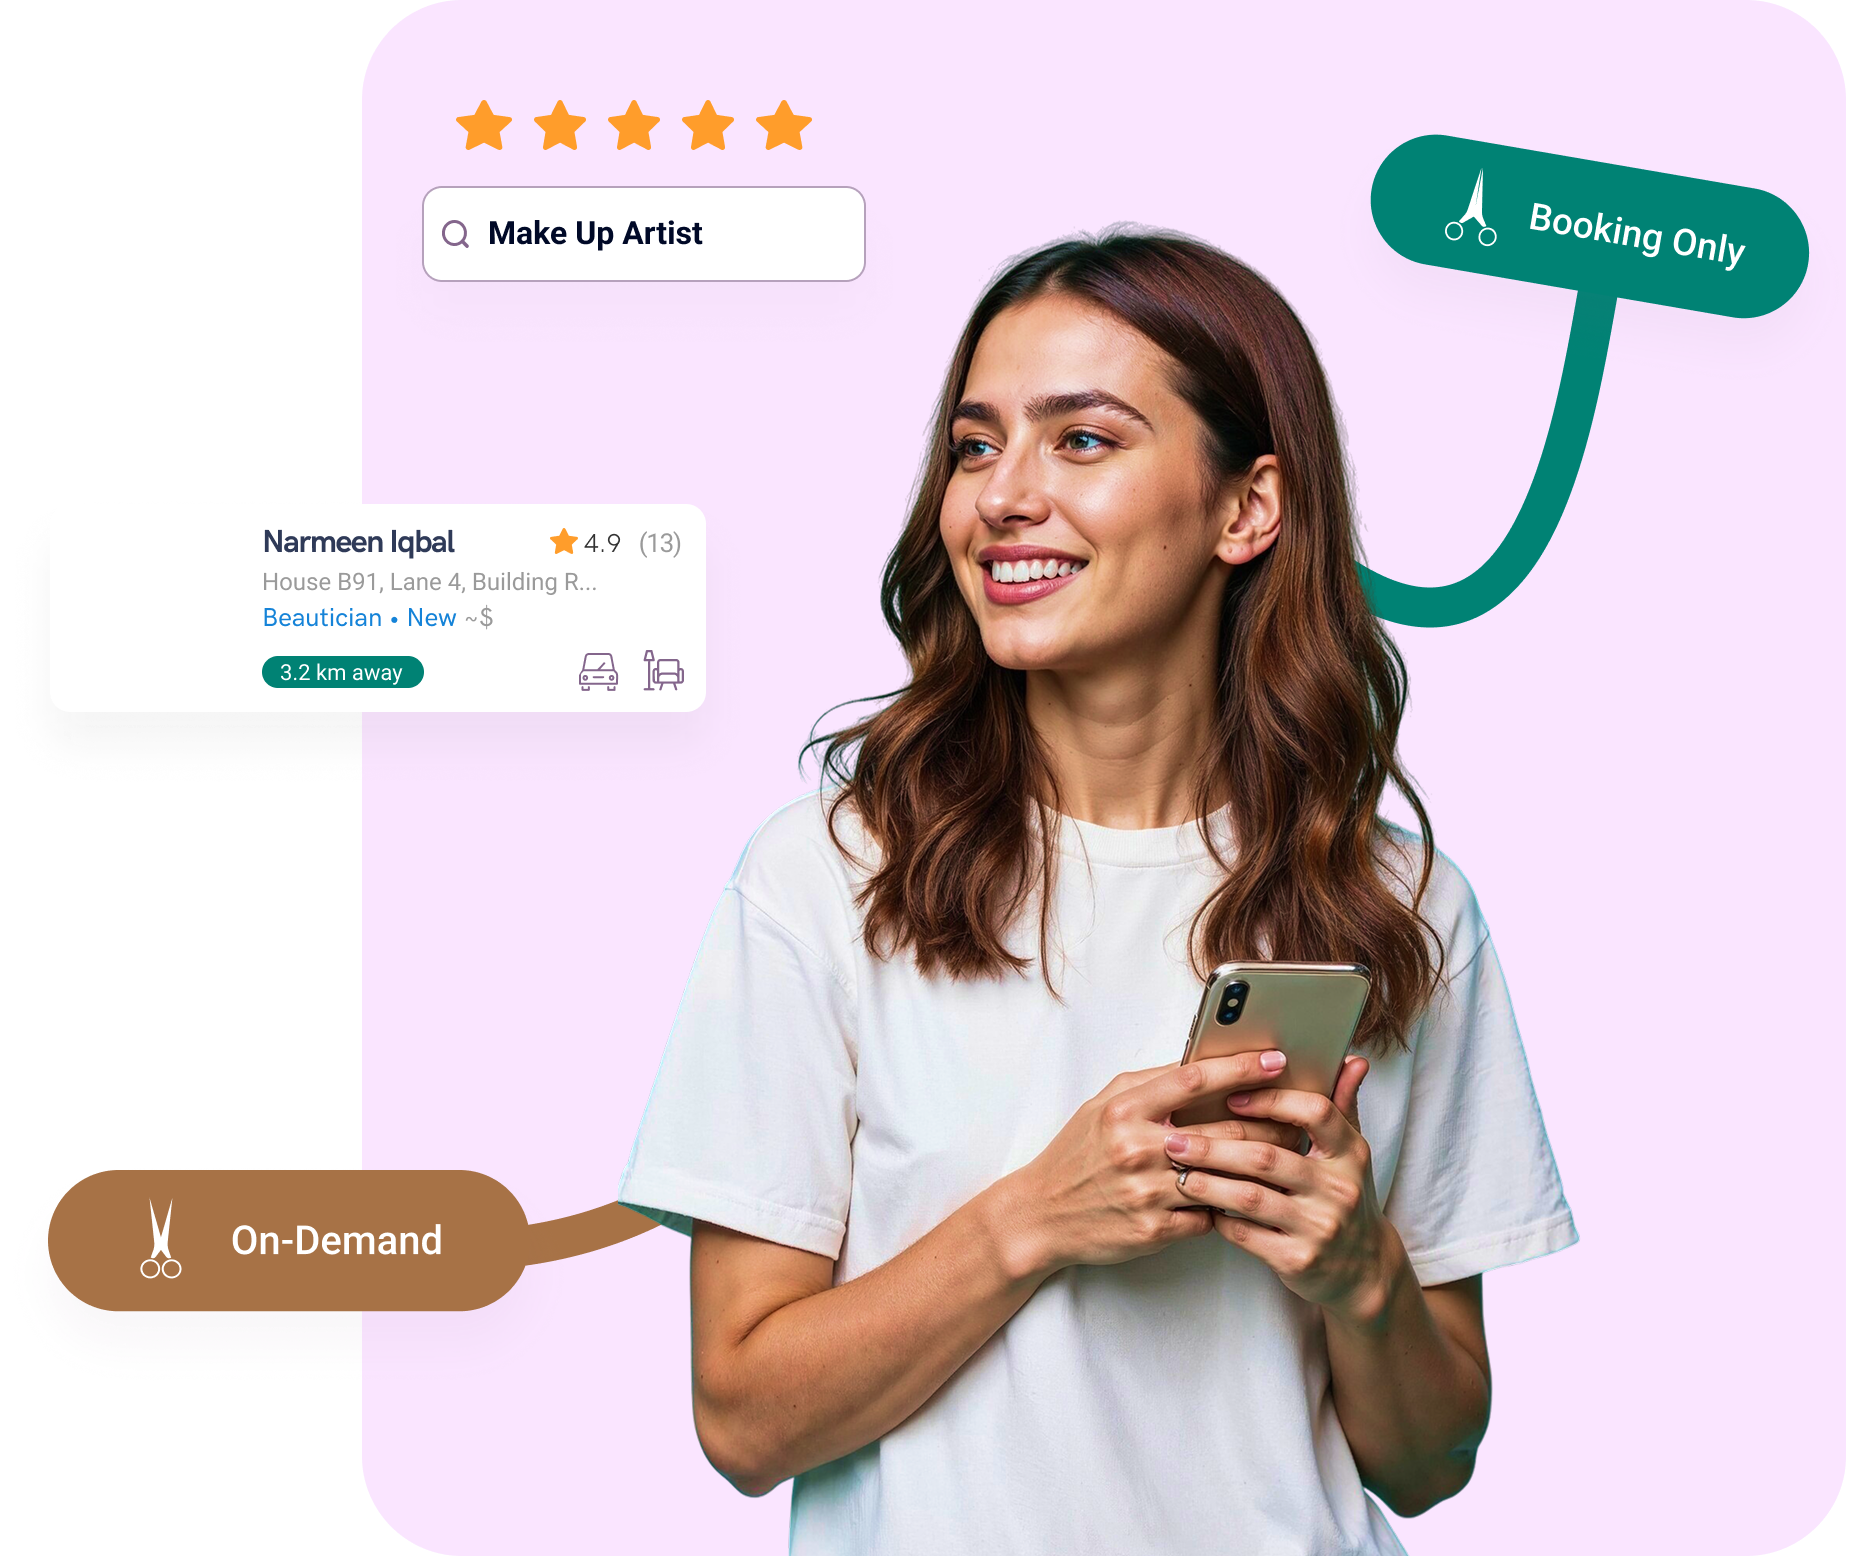 Make Up Artist
Booking Only
Narmeen Iqbal 4.9 (13)
House B91, Lane 4, Building R...
Beautician • New ~$
3.2 km away
On-Demand